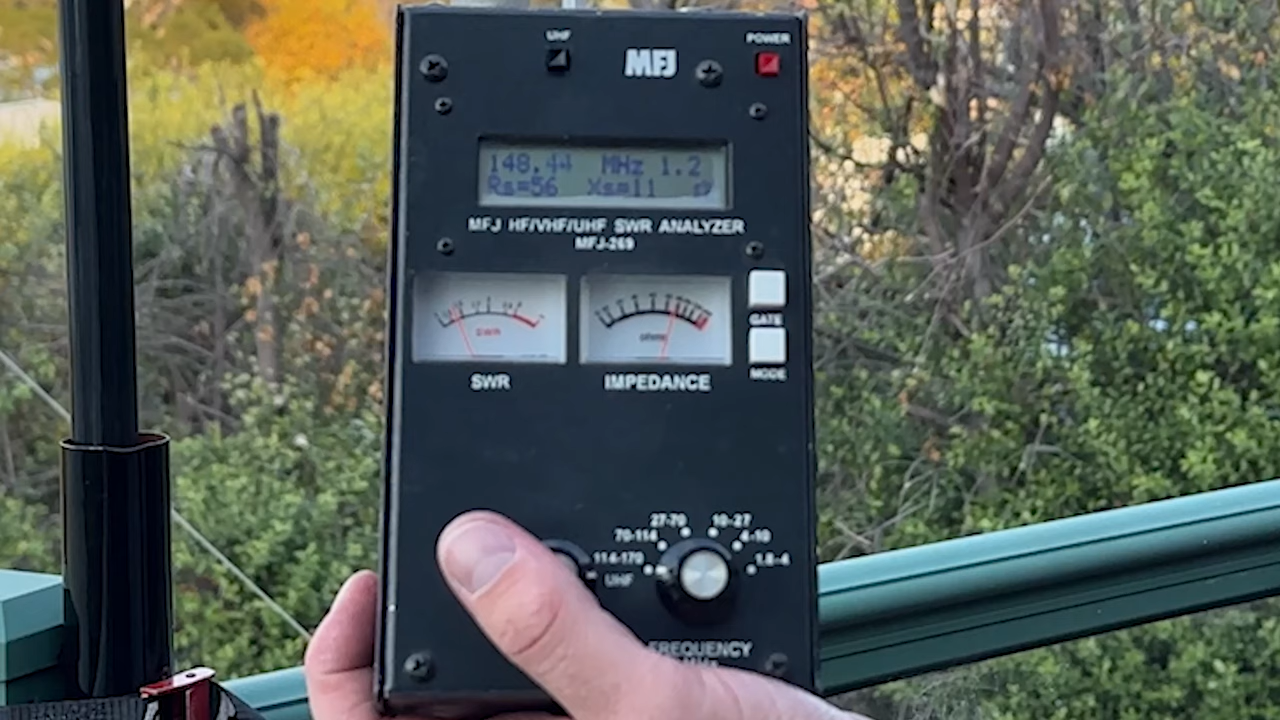 UHF
MFJ
POWER
148.44 MHz 1.2
Rs=56 Xs=11
MFJ HF/VHF/UHF SWR ANALYZER
MFJ-269
SWR
ohms
GATE
MODE
SWR
IMPEDANCE
27-70
10-27
70-114
4-10
114-170
1.8-4
UHF
FREQUENCY